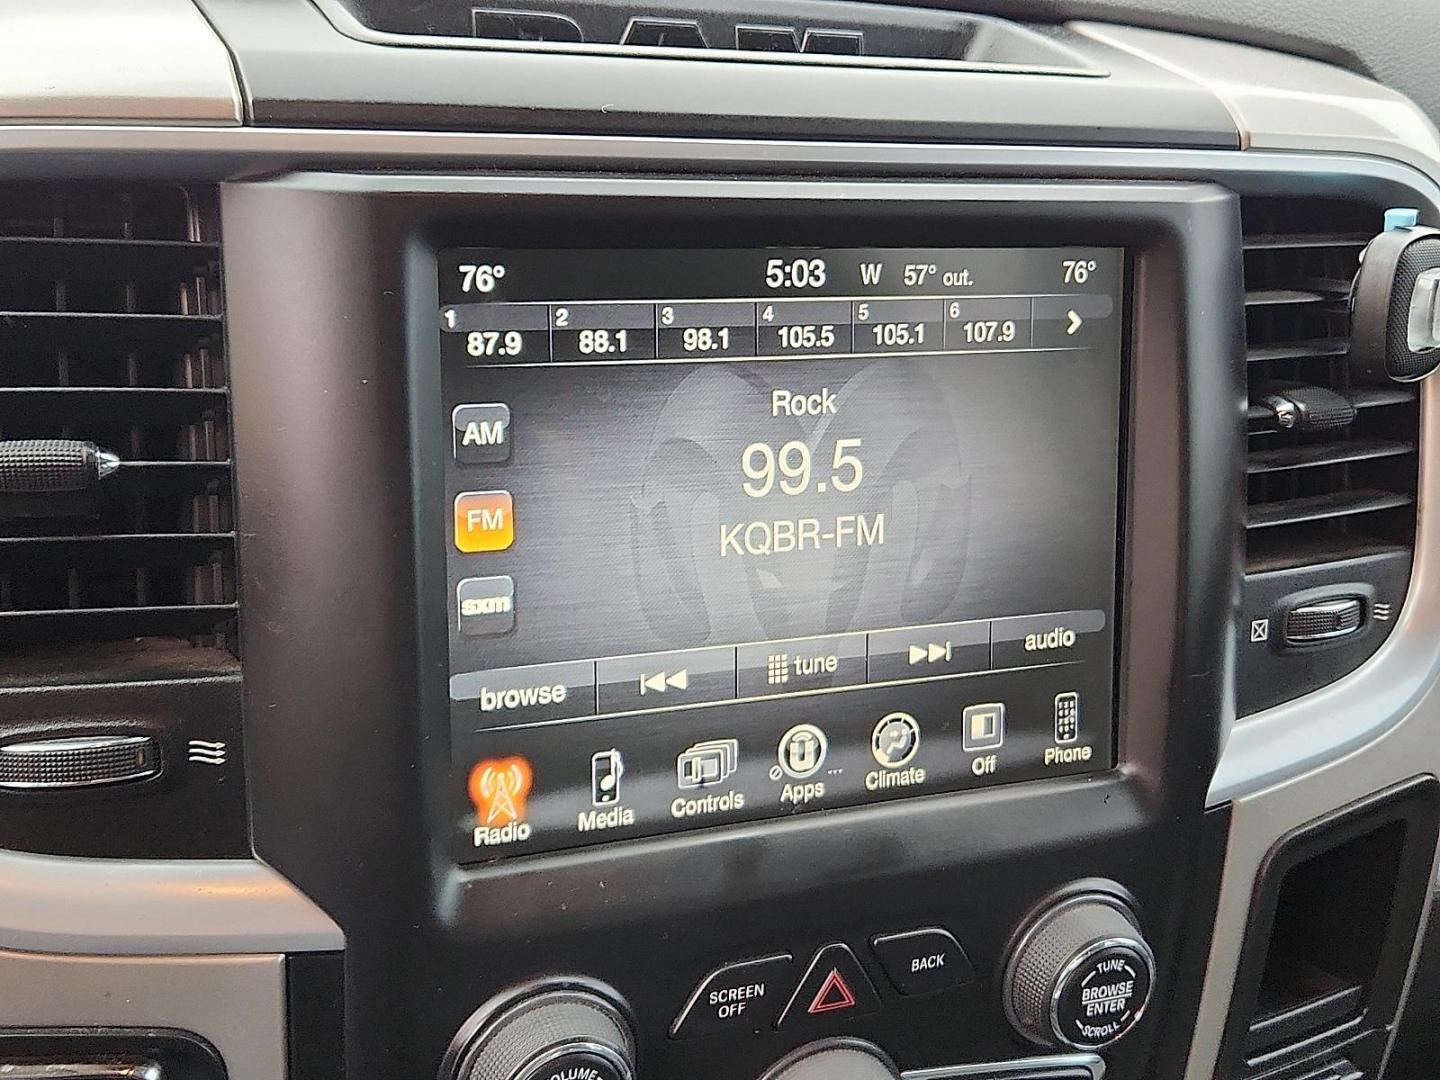 RAM
76° 5:03 W 57° out. 76°
1 87.9 2 88.1 3 98.1 4 105.5 5 105.1 6 107.9
Rock
AM
99.5
FM
KQBR-FM
sxm
browse tune audio
Radio Media Controls Apps Climate Off Phone
SCREEN OFF
BACK
TUNE
BROWSE
ENTER
SCROLL
VOLUME